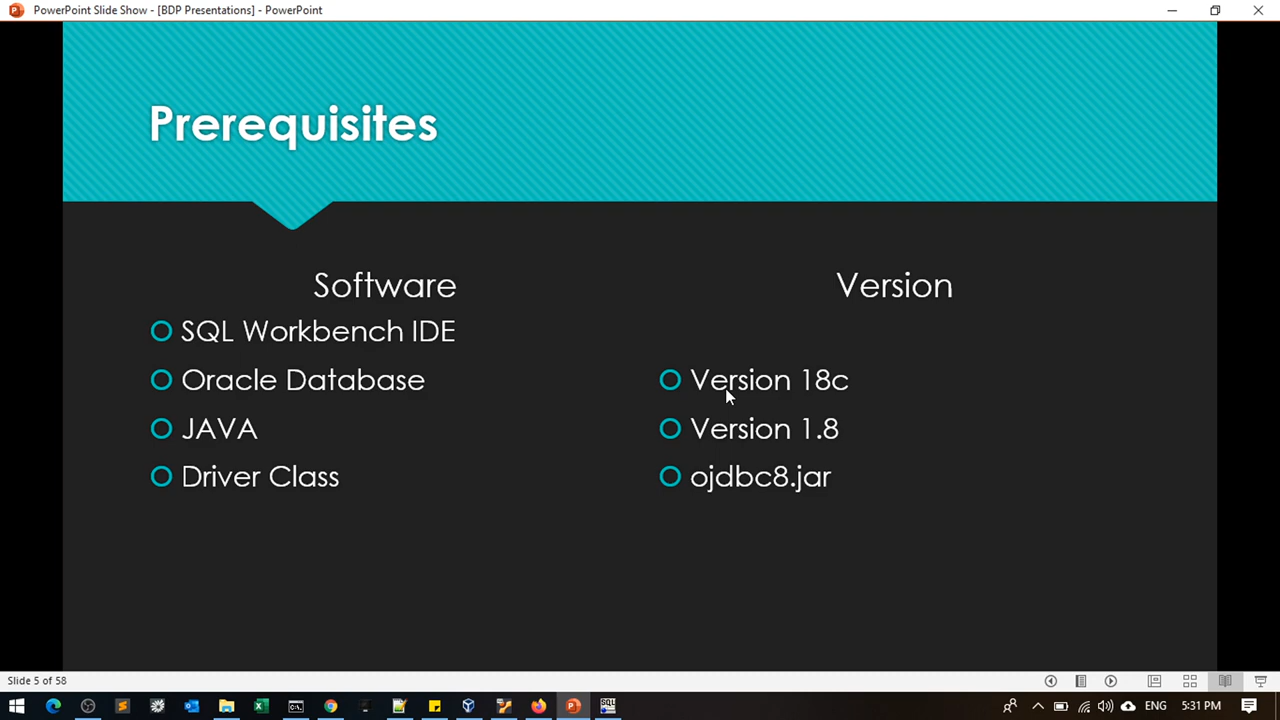 PowerPoint Slide Show - [BDP Presentations] - PowerPoint
Prerequisites
Software
SQL Workbench IDE
Oracle Database
JAVA
Driver Class
Version
Version 18c
Version 1.8
ojdbc8.jar
Slide 5 of 58
SQL
ENG
5:31 PM